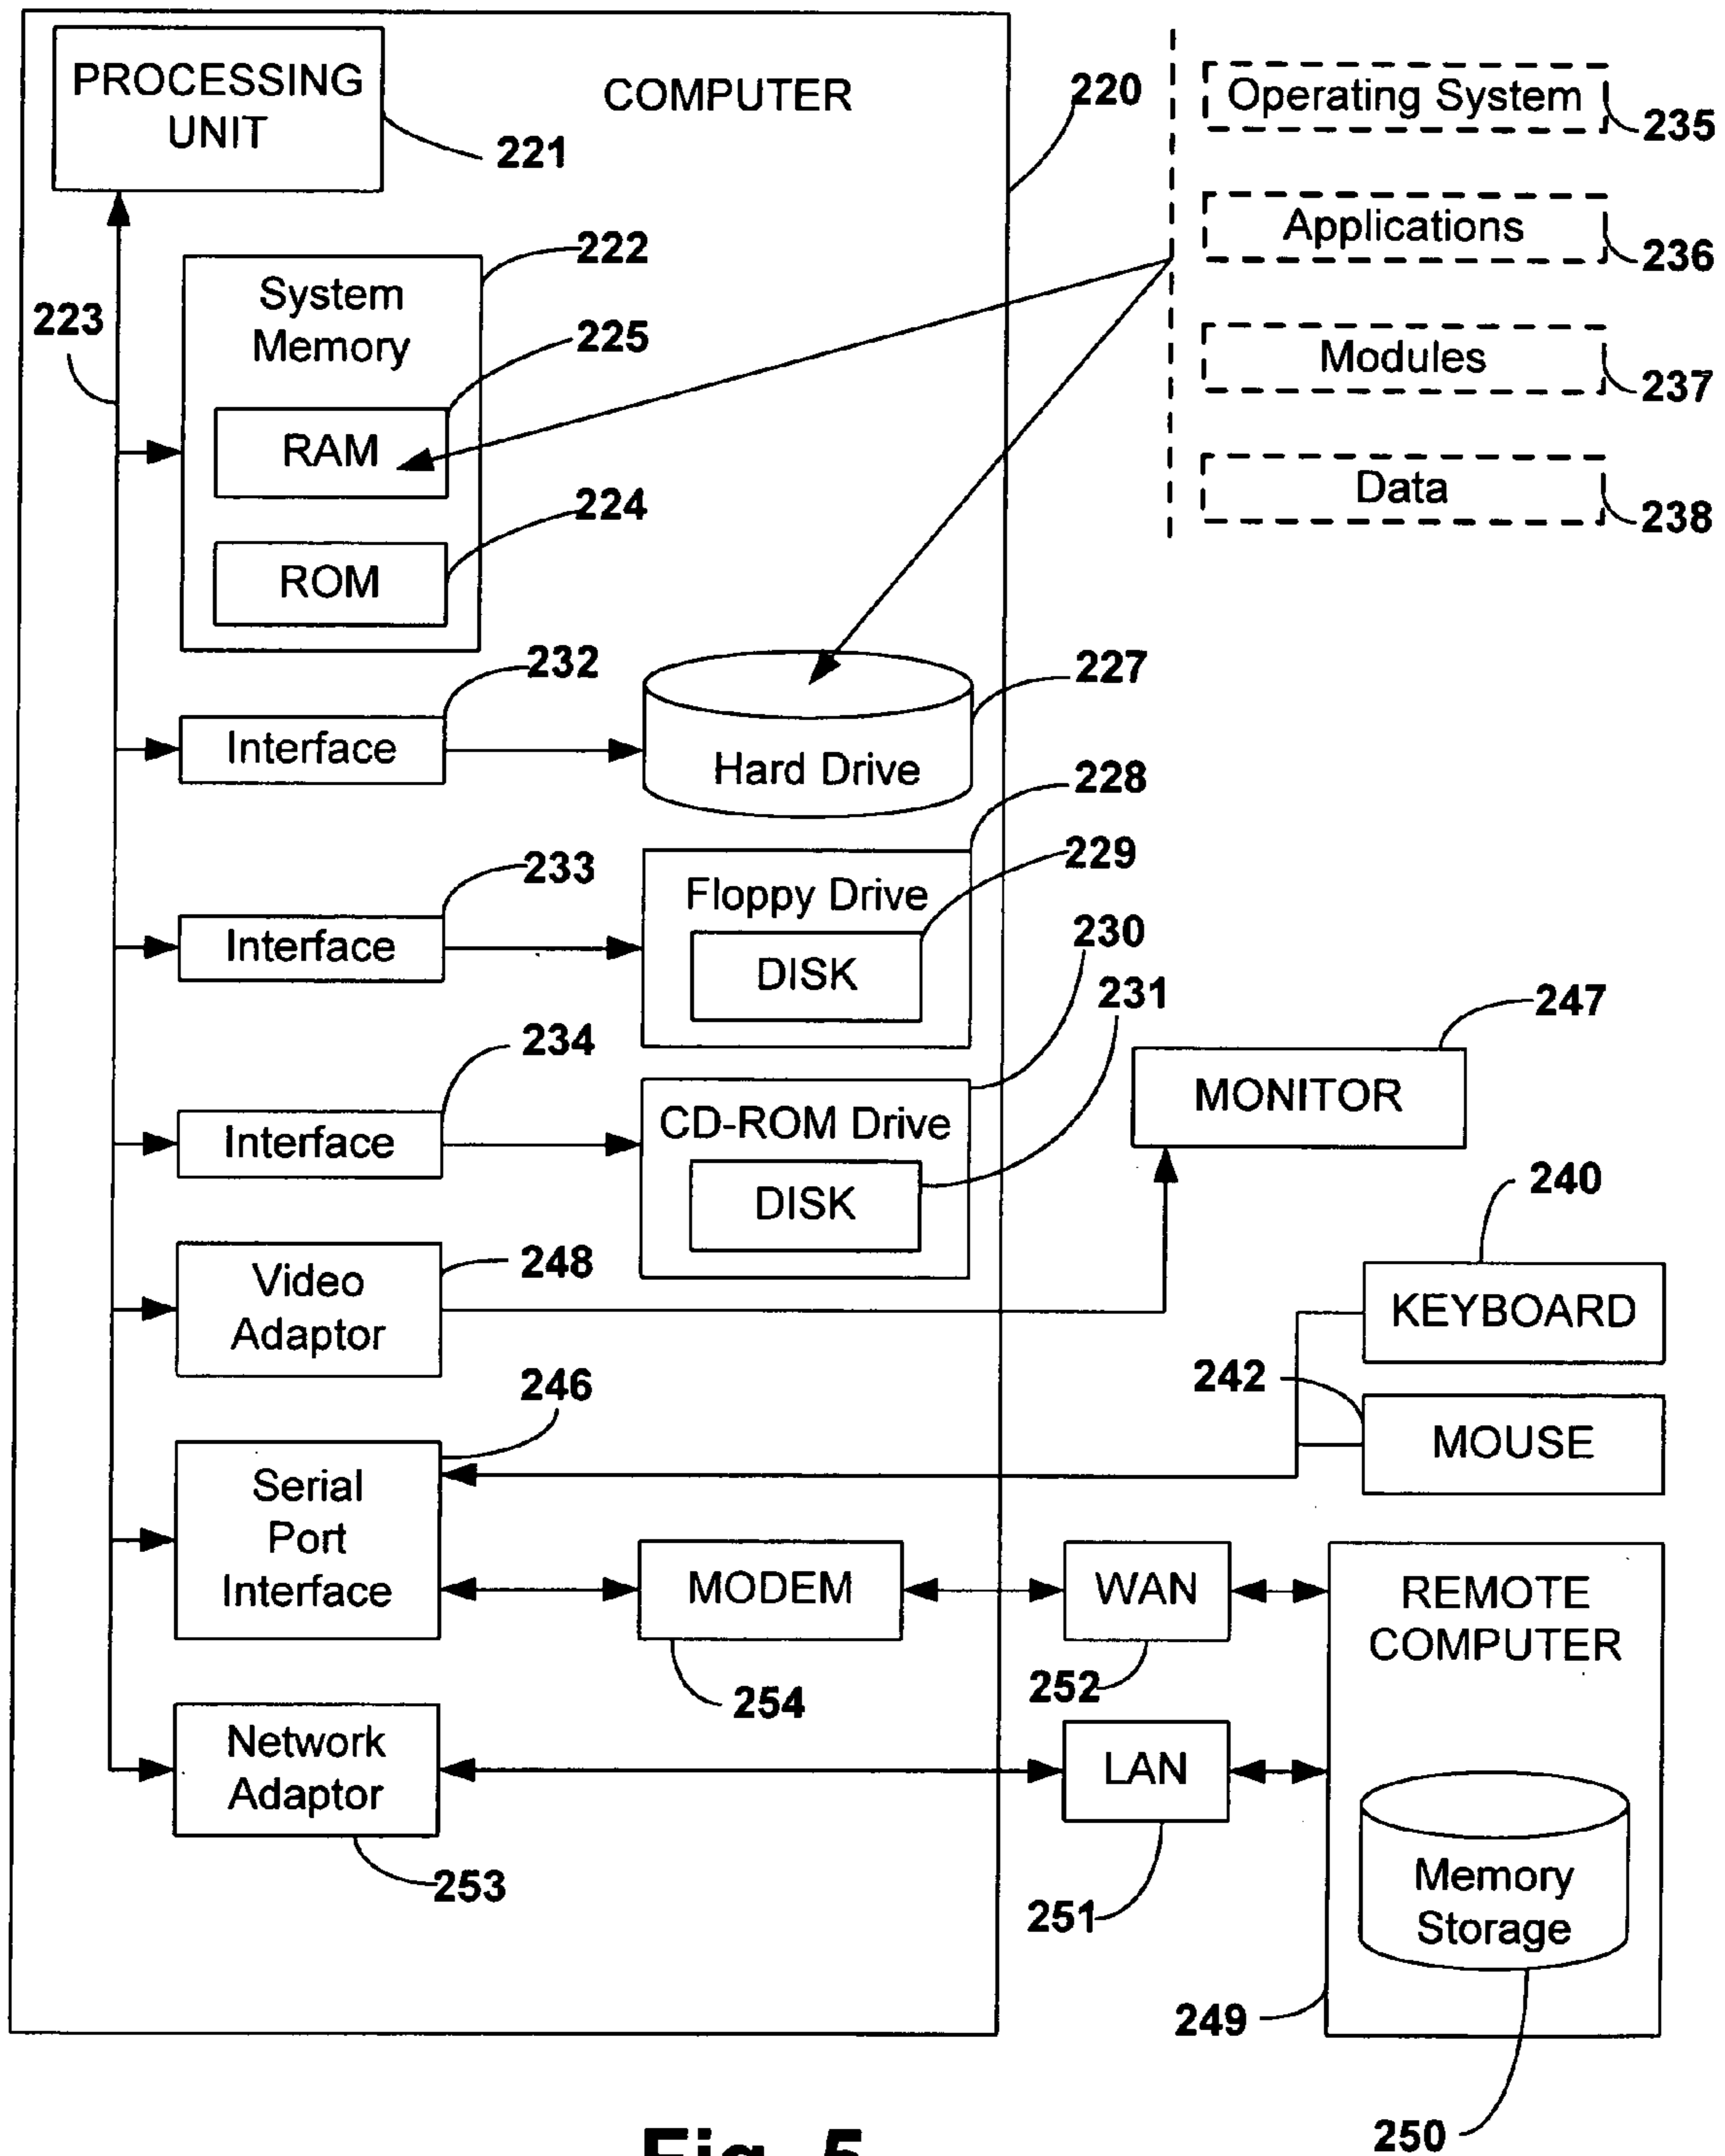 PROCESSING
UNIT
221
COMPUTER
220
Operating System
235
Applications
236
Modules
237
Data
238
223
222
System
Memory
225
RAM
224
ROM
232
Interface
227
Hard Drive
228
233
Interface
229
Floppy Drive
DISK
230
231
234
Interface
CD-ROM Drive
DISK
247
MONITOR
240
KEYBOARD
248
Video
Adaptor
242
MOUSE
246
Serial
Port
Interface
MODEM
254
WAN
252
REMOTE
COMPUTER
Network
Adaptor
253
LAN
251
Memory
Storage
249
250
Fig. 5